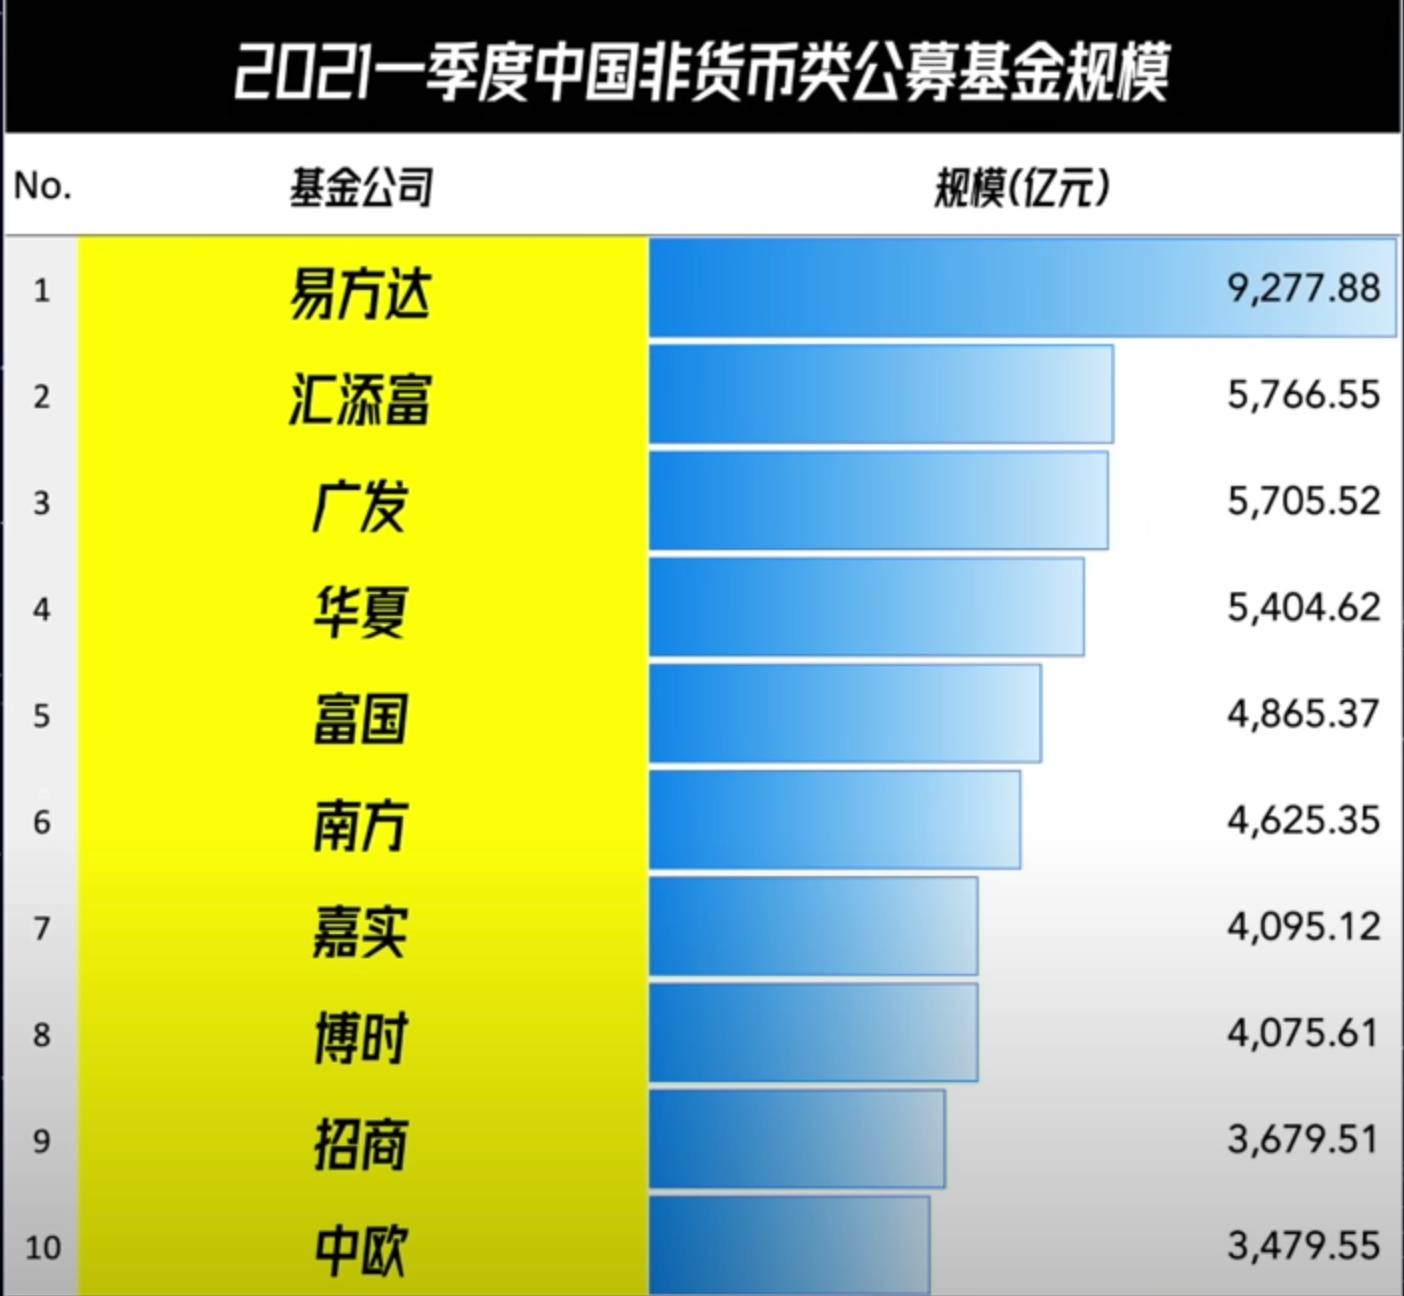 2021一季度中国非货币类公募基金规模
No. 基金公司 规模(亿元)
1 易方达 9,277.88
2 汇添富 5,766.55
3 广发 5,705.52
4 华夏 5,404.62
5 富国 4,865.37
6 南方 4,625.35
7 嘉实 4,095.12
8 博时 4,075.61
9 招商 3,679.51
10 中欧 3,479.55